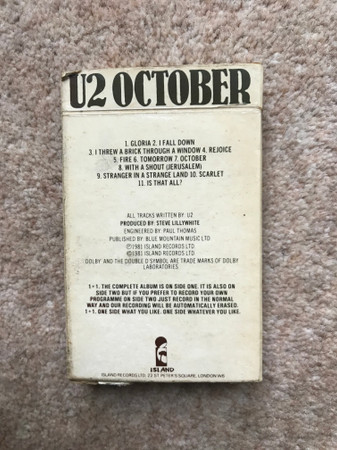 U2 OCTOBER
1. GLORIA 2. I FALL DOWN
3. I THREW A BRICK THROUGH A WINDOW 4. REJOICE
5. FIRE 6. TOMORROW 7. OCTOBER
8. WITH A SHOUT (JERUSALEM)
9. STRANGER IN A STRANGE LAND 10. SCARLET
11. IS THAT ALL?
ALL TRACKS WRITTEN BY: U2
PRODUCED BY: STEVE LILLYWHITE
ENGINEERED BY: PAUL THOMAS
PUBLISHED BY: BLUE MOUNTAIN MUSIC LTD
Ⓟ1981 ISLAND RECORDS LTD
©1981 ISLAND RECORDS LTD.
DOLBY AND THE DOUBLE D'SYMBOL ARE TRADE MARKS OF DOLBY
LABORATORIES.
1+1. THE COMPLETE ALBUM IS ON SIDE ONE. IT IS ALSO ON
SIDE TWO BUT IF YOU PREFER TO RECORD YOUR OWN
PROGRAMME ON SIDE TWO JUST RECORD IN THE NORMAL
WAY AND OUR RECORDING WILL BE AUTOMATICALLY ERASED.
1+1. ONE SIDE WHAT YOU LIKE. ONE SIDE WHATEVER YOU LIKE.
ISLAND
ISLAND RECORDS LTD. 22 ST PETER'S SQUARE, LONDON W6